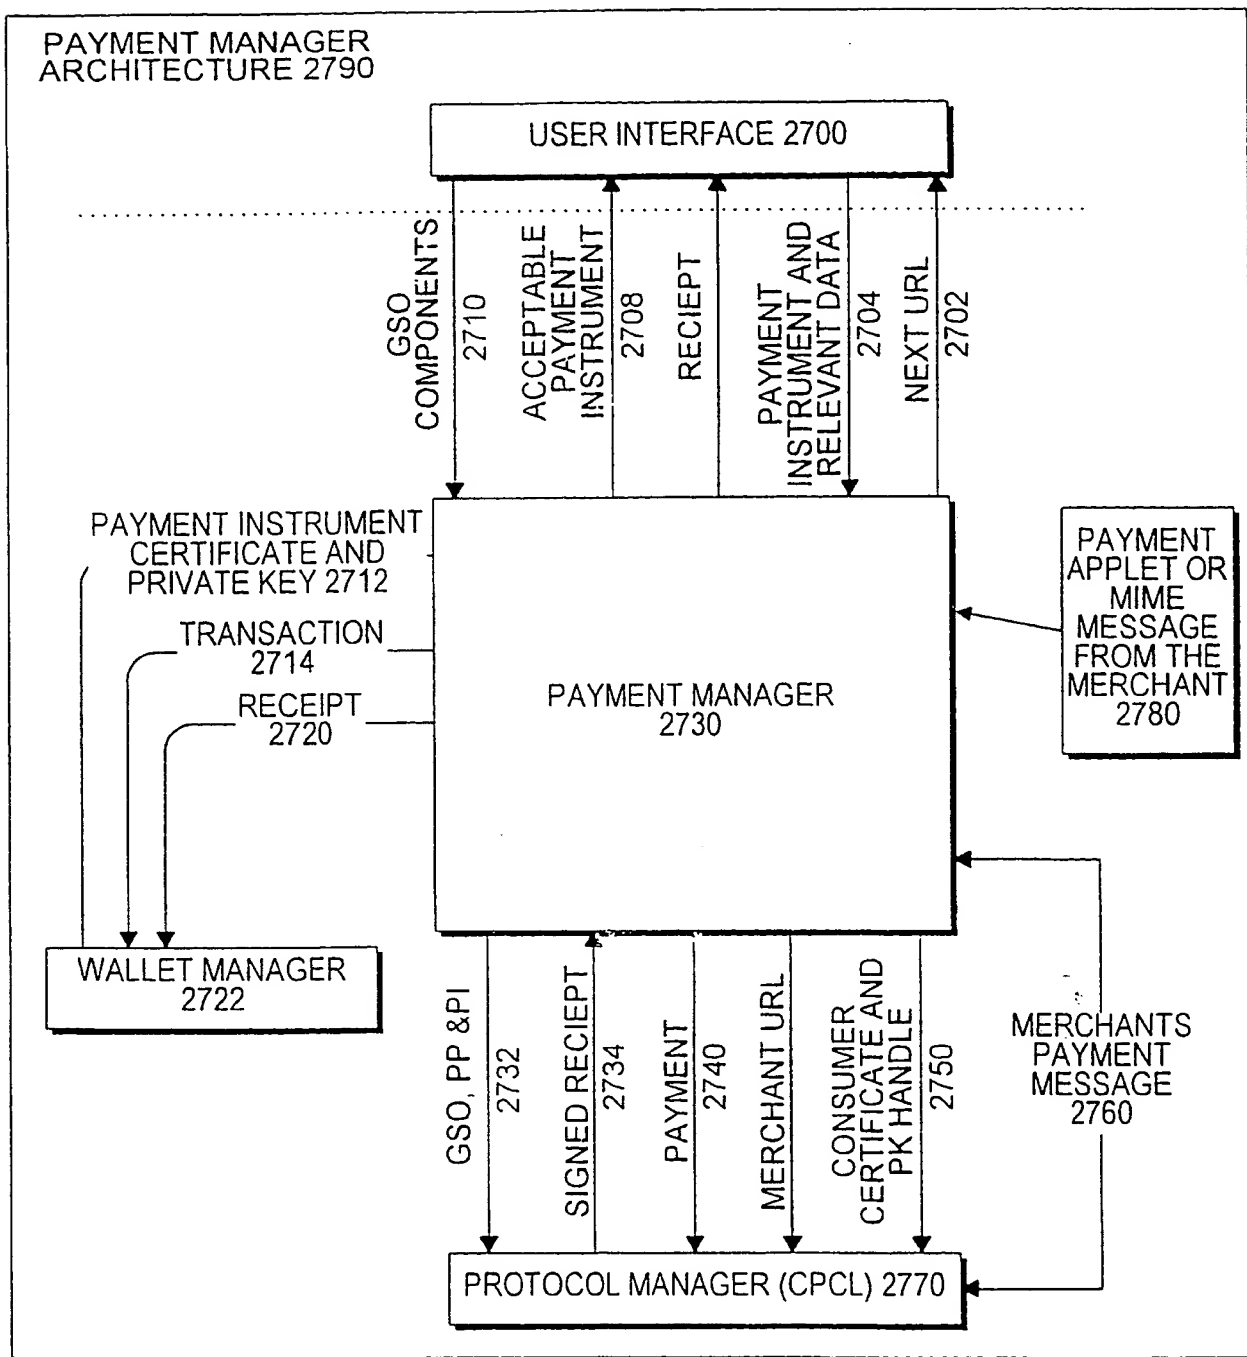 PAYMENT MANAGER
ARCHITECTURE 2790
USER INTERFACE 2700
GSO
COMPONENTS
2710
ACCEPTABLE
PAYMENT
INSTRUMENT
2708
RECIEPT
PAYMENT
INSTRUMENT AND
RELEVANT DATA
2704
NEXT URL
2702
PAYMENT INSTRUMENT
CERTIFICATE AND
PRIVATE KEY 2712
TRANSACTION
2714
RECEIPT
2720
PAYMENT MANAGER
2730
PAYMENT
APPLET OR
MIME
MESSAGE
FROM THE
MERCHANT
2780
WALLET MANAGER
2722
GSO, PP &PI
2732
SIGNED RECIEPT
2734
PAYMENT
2740
MERCHANT URL
CONSUMER
CERTIFICATE AND
PK HANDLE
2750
MERCHANTS
PAYMENT
MESSAGE
2760
PROTOCOL MANAGER (CPCL) 2770